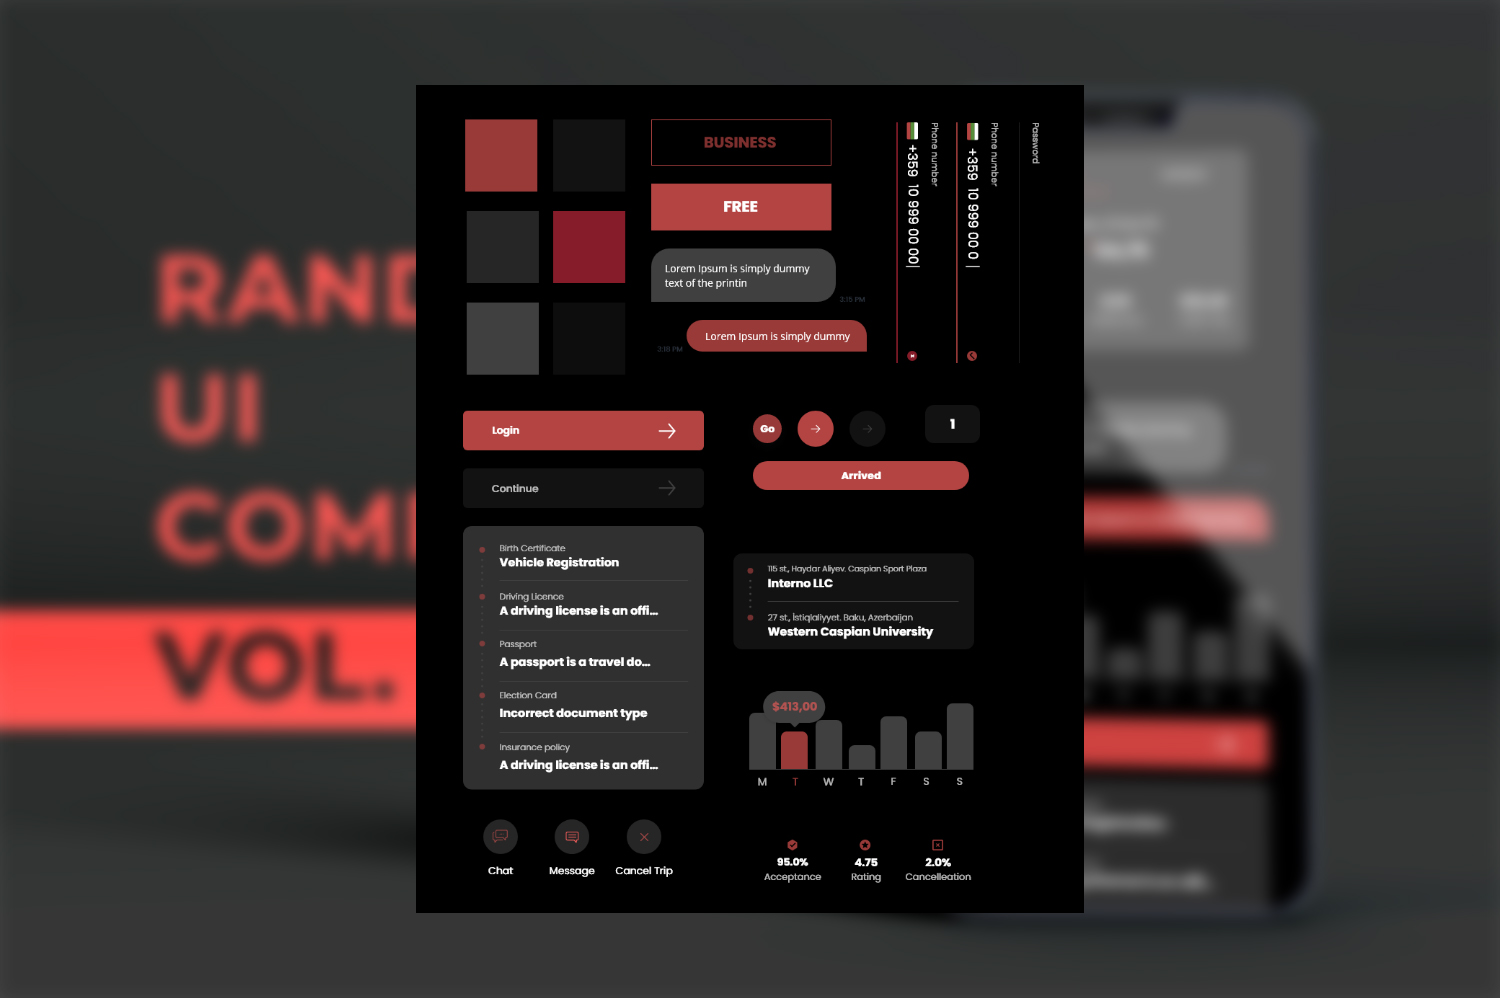 RAND
UI
COM
VOL.
BUSINESS
FREE
Lorem Ipsum is simply dummy
text of the printin
3:15 PM
Lorem Ipsum is simply dummy
3:18 PM
Phone number
+359 10 999 00 00
Phone number
+359 10 999 00 0
Password
Login
Continue
Go
1
Arrived
Birth Certificate
Vehicle Registration
Driving Licence
A driving license is an offi...
Passport
A passport is a travel do...
Election Card
Incorrect document type
Insurance policy
A driving license is an offi...
115 st., Haydar Aliyev. Caspian Sport Plaza
Interno LLC
27 st., İstiqlaliyyet. Baku, Azerbaijan
Western Caspian University
$413,00
M T W T F S S
Chat
Message
Cancel Trip
95.0%
Acceptance
4.75
Rating
2.0%
Cancelleation